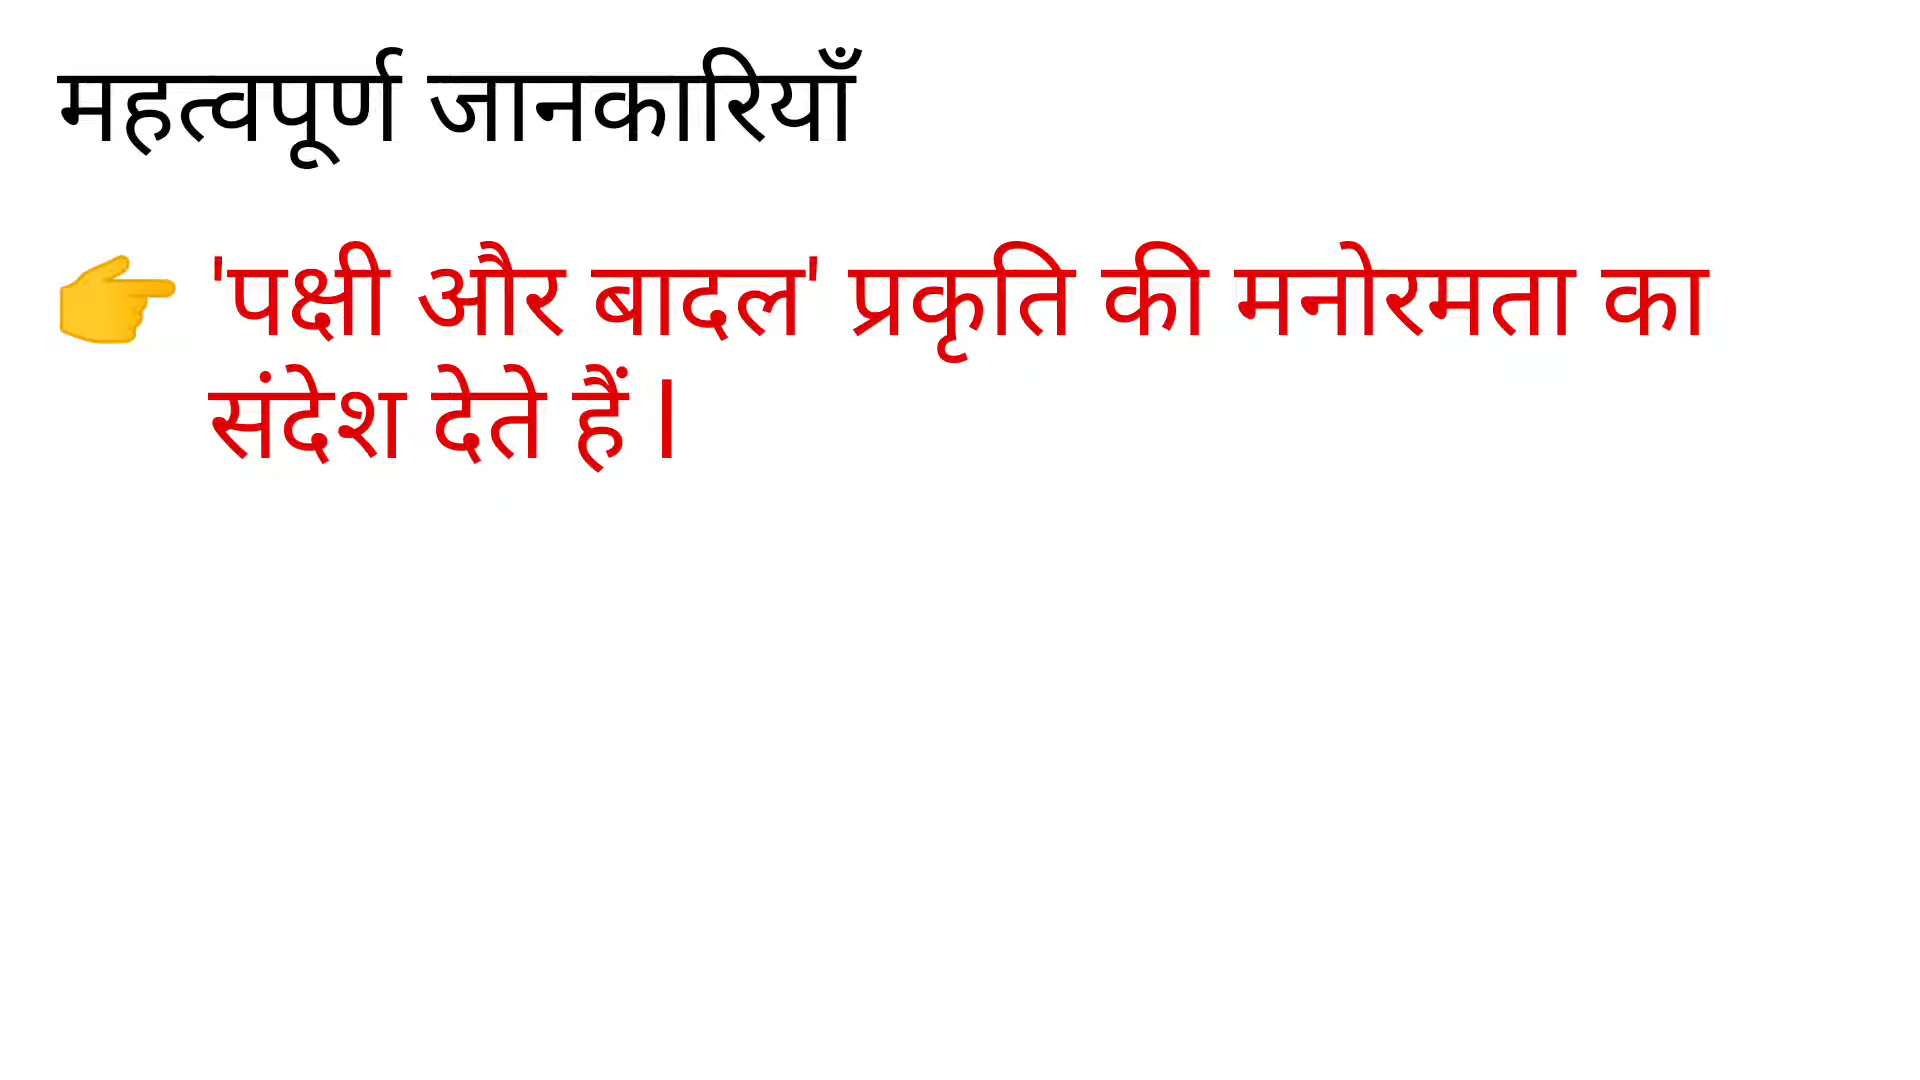 महत्वपूर्ण जानकारियाँ
👉 'पक्षी और बादल' प्रकृति की मनोरमता का
संदेश देते हैं l